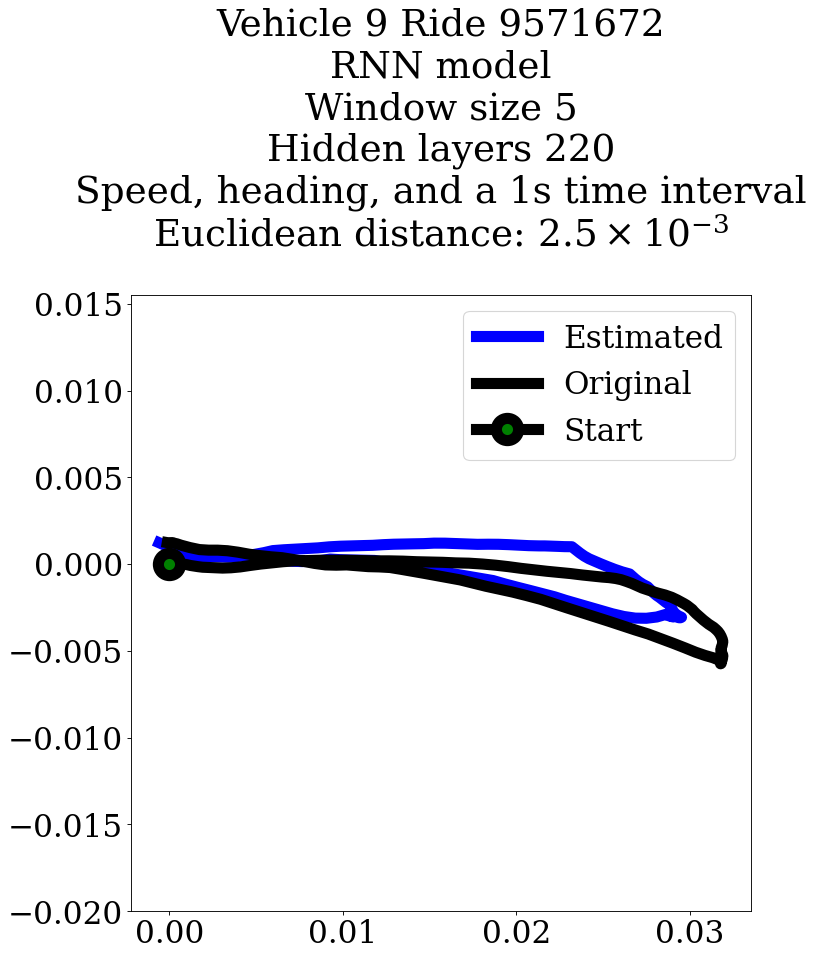 Vehicle 9 Ride 9571672
RNN model
Window size 5
Hidden layers 220
Speed, heading, and a 1s time interval
Euclidean distance: 2.5 × 10⁻³
0.015
Estimated
0.010
Original
Start
0.005
0.000
−0.005
−0.010
−0.015
−0.020
0.00 0.01 0.02 0.03